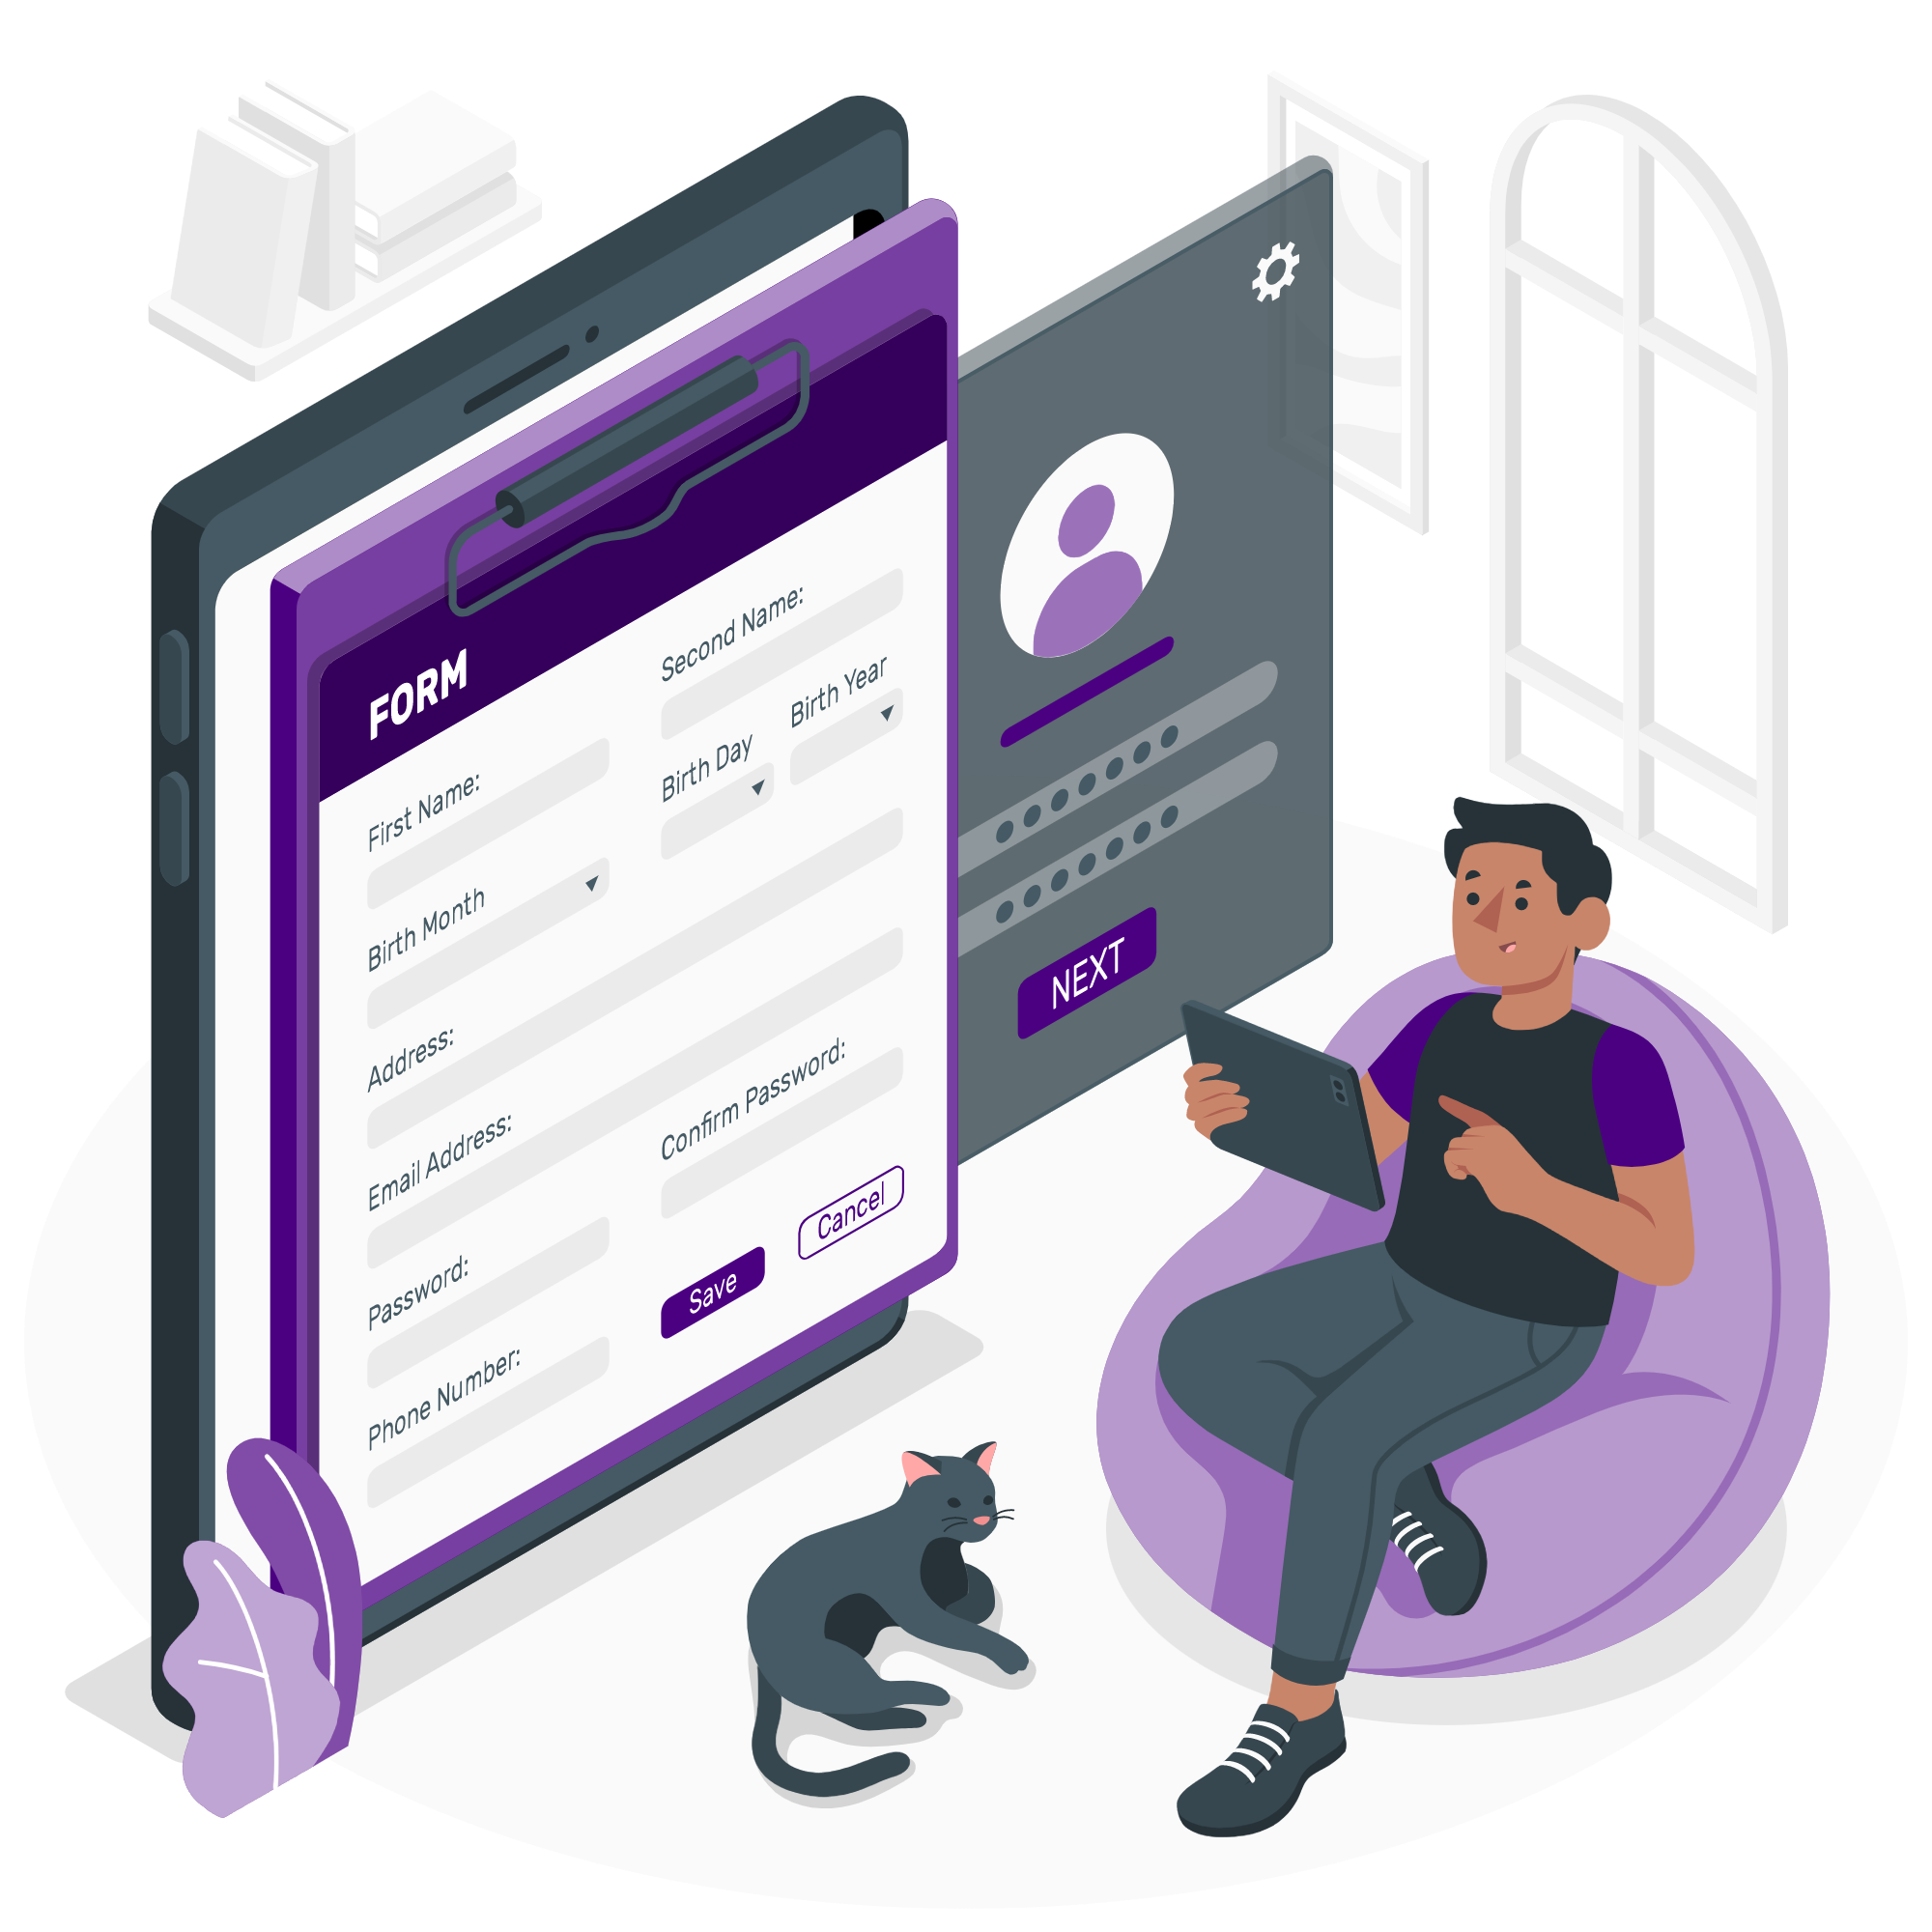 FORM
First Name:
Second Name:
Birth Month
Birth Day
Birth Year
Address:
Email Address:
Password:
Confirm Password:
Phone Number:
Save
Cancel
NEXT